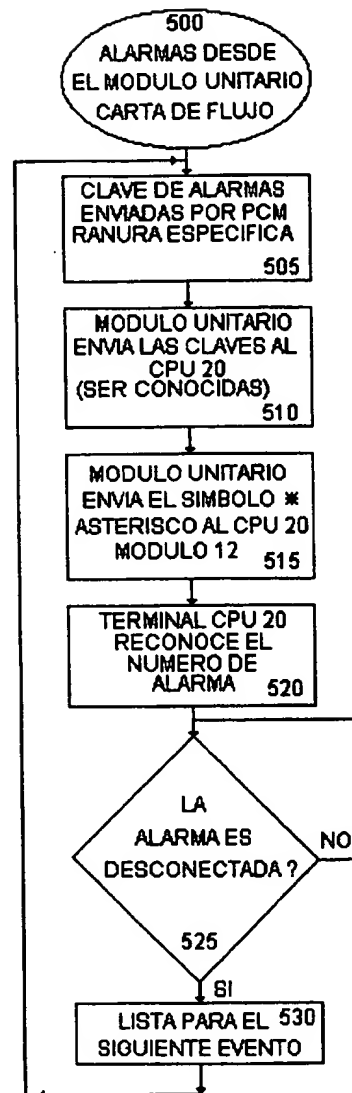 500
ALARMAS DESDE
EL MODULO UNITARIO
CARTA DE FLUJO
CLAVE DE ALARMAS
ENVIADAS POR PCM
RANURA ESPECIFICA
505
MODULO UNITARIO
ENVIA LAS CLAVES AL
CPU 20
(SER CONOCIDAS)
510
MODULO UNITARIO
ENVIA EL SIMBOLO *
ASTERISCO AL CPU 20
MODULO 12
515
TERMINAL CPU 20
RECONOCE EL
NUMERO DE
ALARMA 520
LA
ALARMA ES
DESCONECTADA ?
NO
525
SI
LISTA PARA EL 530
SIGUIENTE EVENTO